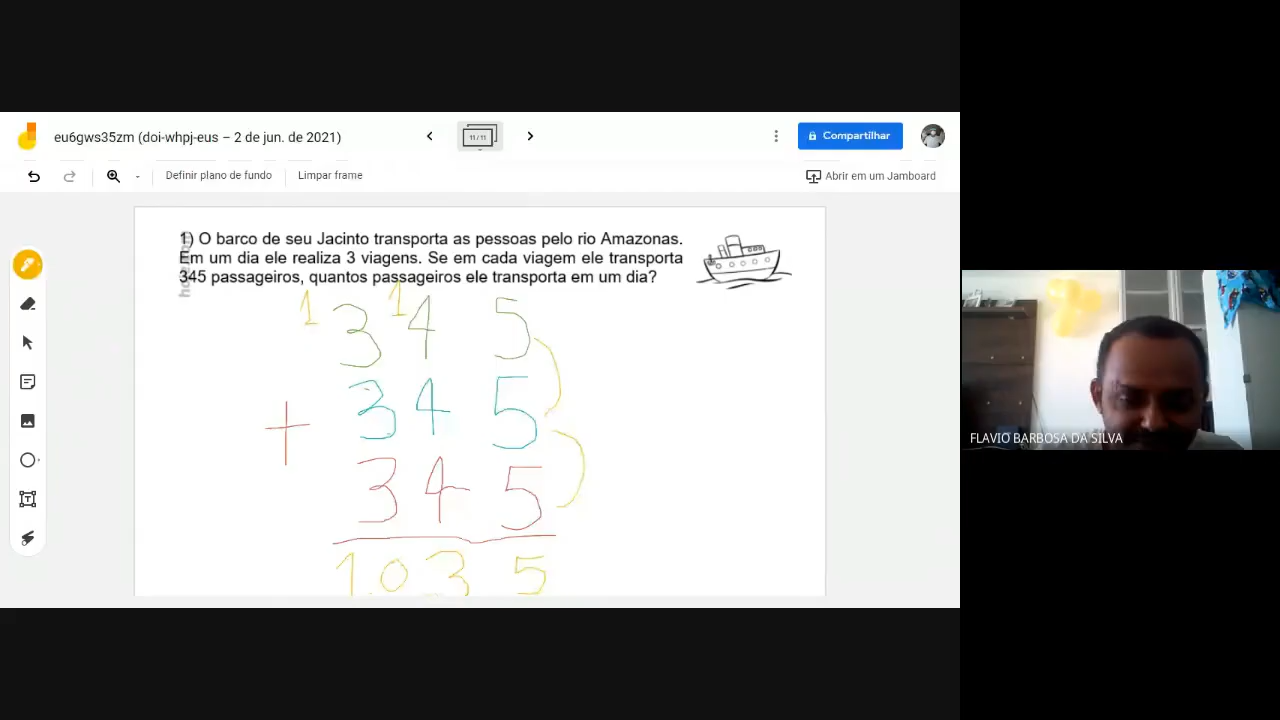 eu6gws35zm (doi-whpj-eus – 2 de jun. de 2021)
11 / 11
Compartilhar
Definir plano de fundo
Limpar frame
Abrir em um Jamboard
1) O barco de seu Jacinto transporta as pessoas pelo rio Amazonas.
Em um dia ele realiza 3 viagens. Se em cada viagem ele transporta
345 passageiros, quantos passageiros ele transporta em um dia?
1 1
3 4 5
+ 3 4 5
3 4 5
1.035
FLAVIO BARBOSA DA SILVA